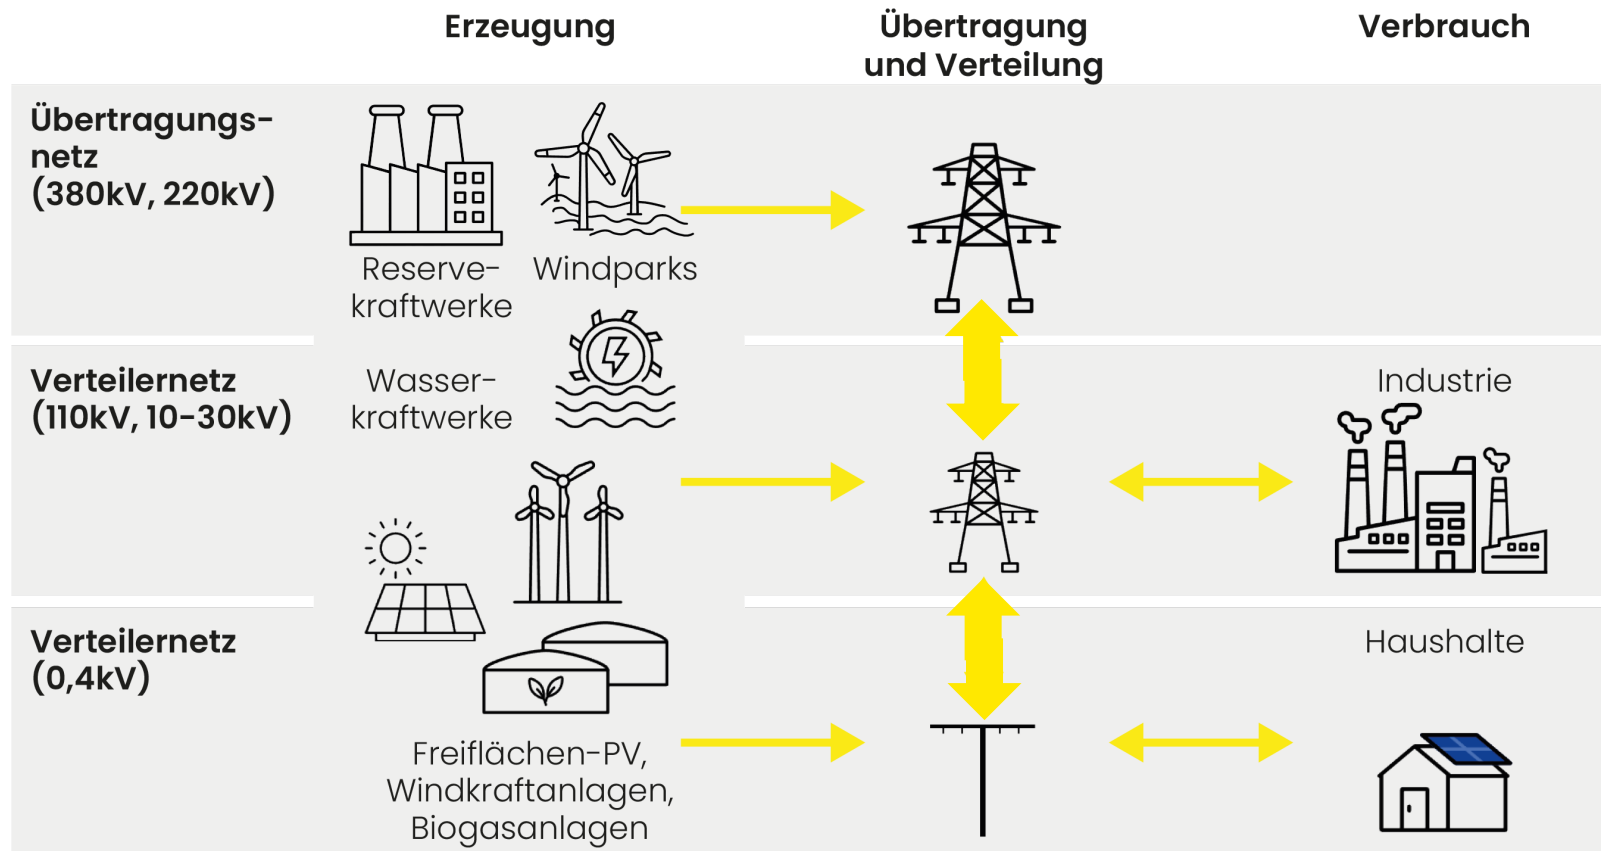 Erzeugung
Übertragung
und Verteilung
Verbrauch
Übertragungs-
netz
(380kV, 220kV)
Reserve-
kraftwerke
Windparks
Verteilernetz
(110kV, 10-30kV)
Wasser-
kraftwerke
Industrie
Verteilernetz
(0,4kV)
Haushalte
Freiflächen-PV,
Windkraftanlagen,
Biogasanlagen